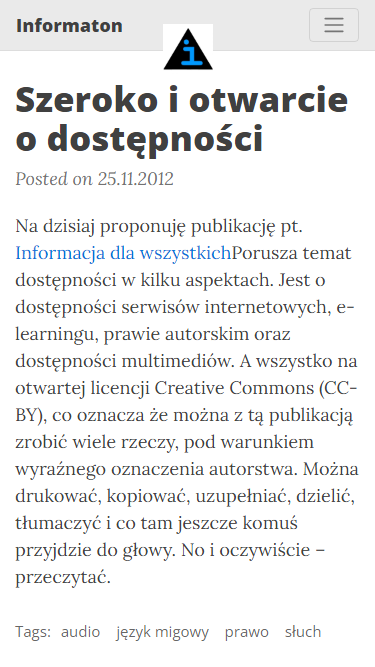 Informaton
i
Szeroko i otwarcie
o dostępności
Posted on 25.11.2012
Na dzisiaj proponuję publikację pt.
Informacja dla wszystkichPorusza temat
dostępności w kilku aspektach. Jest o
dostępności serwisów internetowych, e-
learningu, prawie autorskim oraz
dostępności multimediów. A wszystko na
otwartej licencji Creative Commons (CC-
BY), co oznacza że można z tą publikacją
zrobić wiele rzeczy, pod warunkiem
wyraźnego oznaczenia autorstwa. Można
drukować, kopiować, uzupełniać, dzielić,
tłumaczyć i co tam jeszcze komuś
przyjdzie do głowy. No i oczywiście –
przeczytać.
Tags: audio język migowy prawo słuch